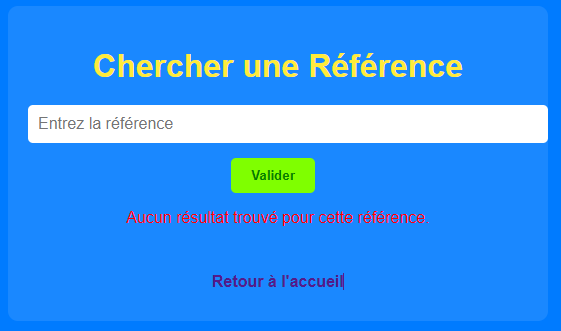 Chercher une Référence
Entrez la référence
Valider
Aucun résultat trouvé pour cette référence.
Retour à l'accueil